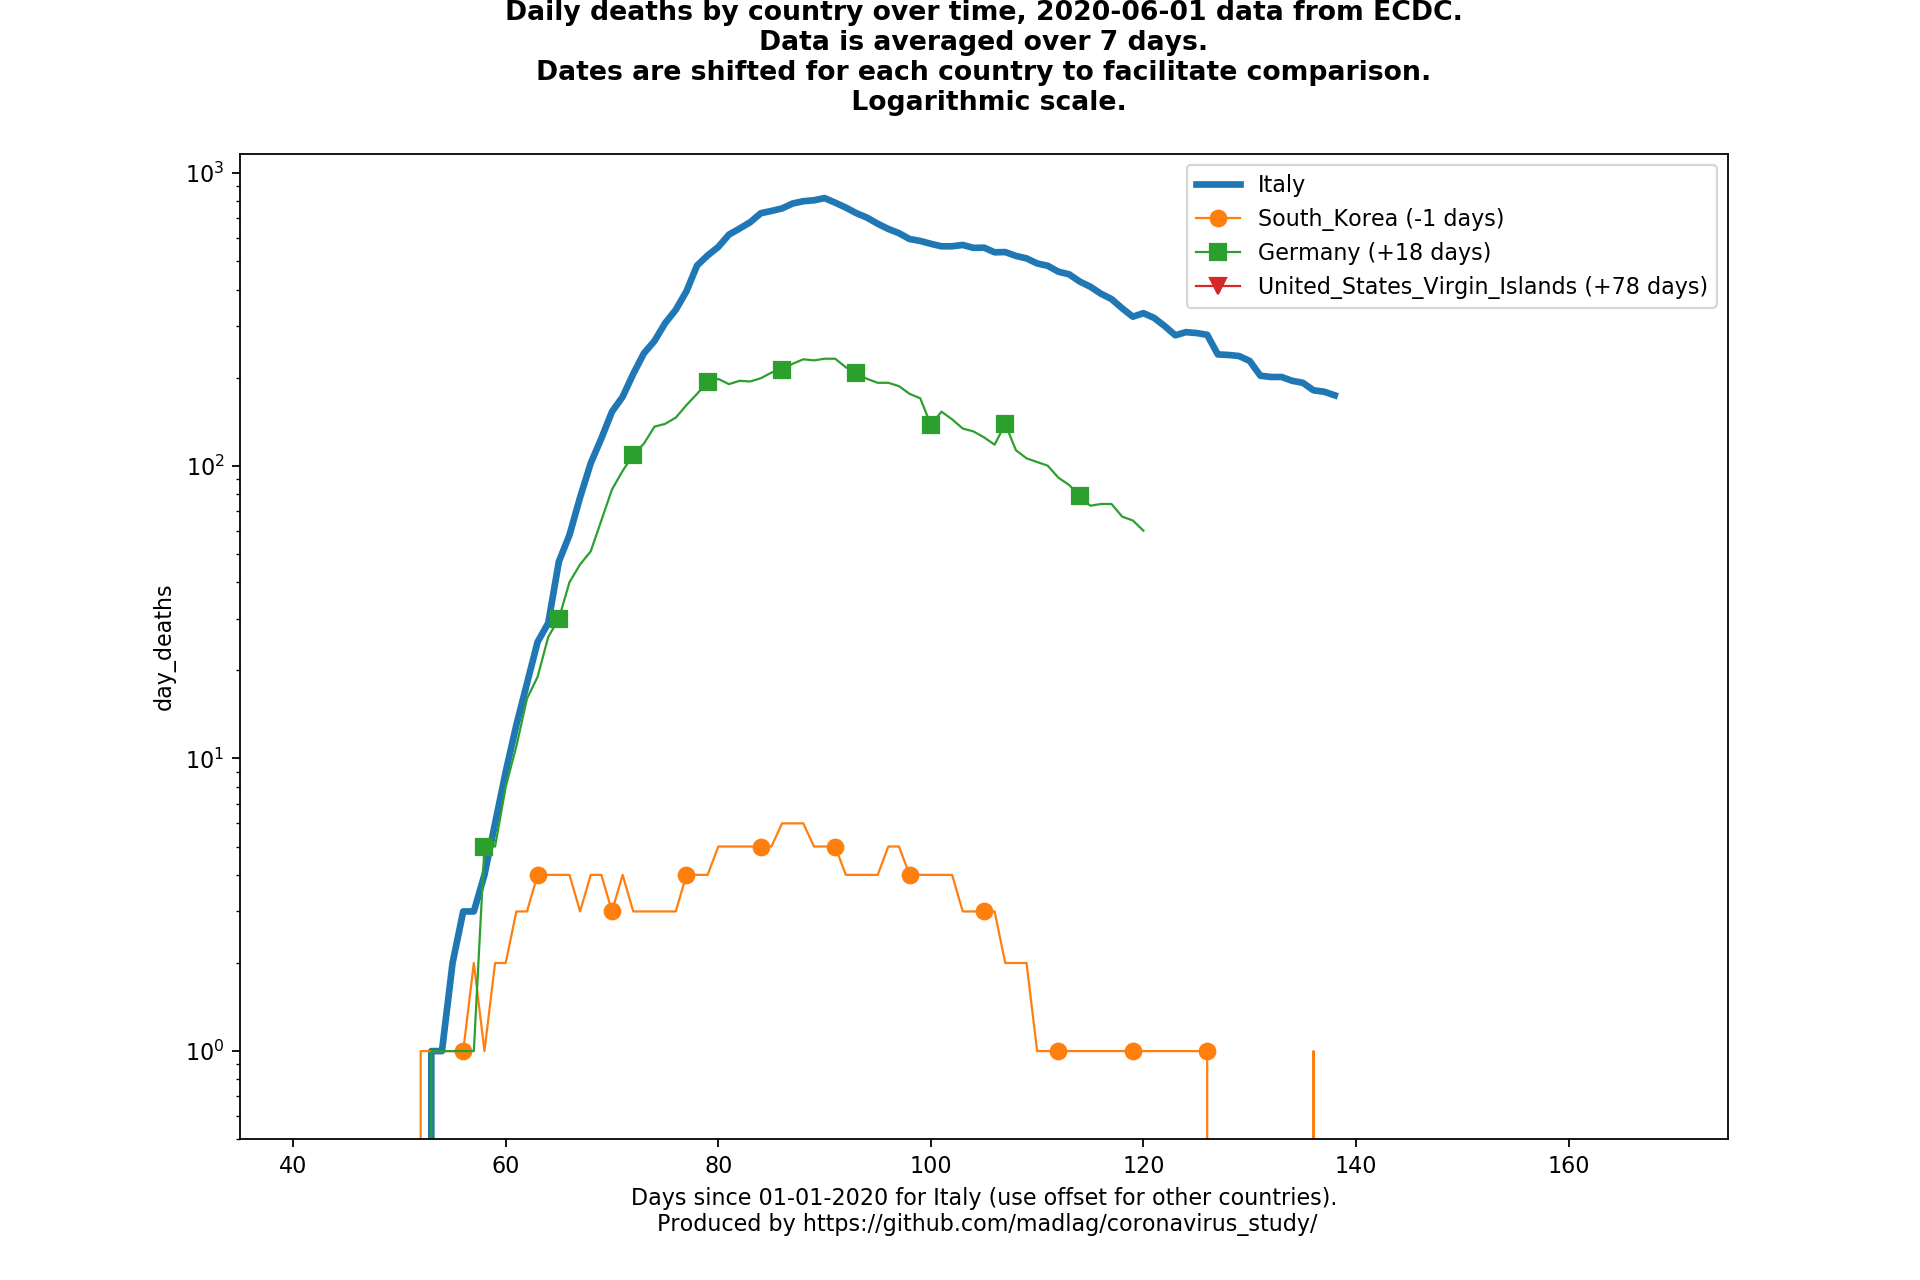 Daily deaths by country over time, 2020-06-01 data from ECDC.
Data is averaged over 7 days.
Dates are shifted for each country to facilitate comparison.
Logarithmic scale.
10³
10²
10¹
10⁰
day_deaths
Italy
South_Korea (-1 days)
Germany (+18 days)
United_States_Virgin_Islands (+78 days)
40 60 80 100 120 140 160
Days since 01-01-2020 for Italy (use offset for other countries).
Produced by https://github.com/madlag/coronavirus_study/